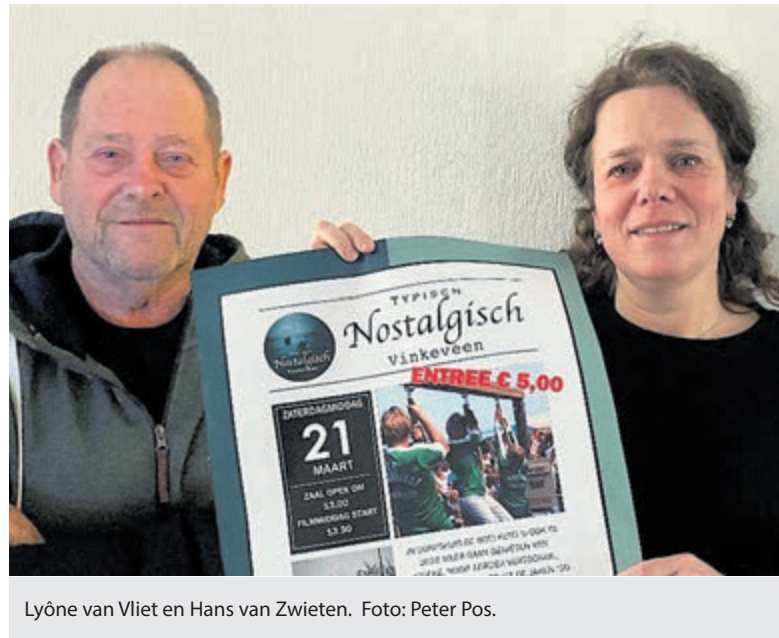 TYPISCH
Nostalgisch
Vinkeveen
Nostalgisch
ENTREE € 5,00
ZATERDAGMIDDAG
21
MAART
ZAAL OPEN OM
13.00
FILMMIDDAG START
13.30
Lyône van Vliet en Hans van Zwieten. Foto: Peter Pos.